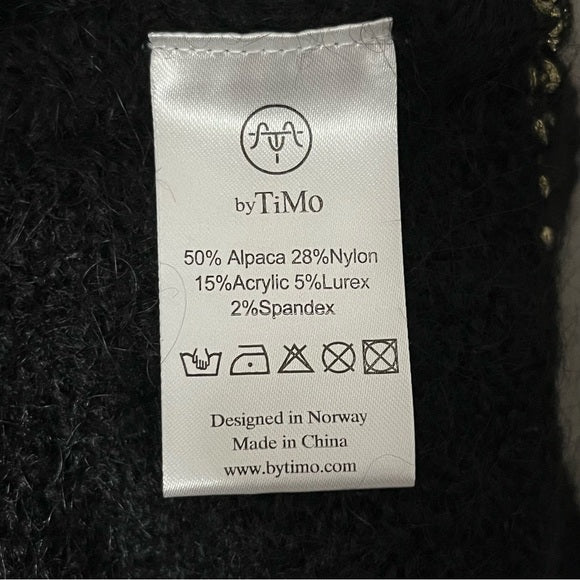 byTiMo
50% Alpaca 28%Nylon
15%Acrylic 5%Lurex
2%Spandex
Designed in Norway
Made in China
www.bytimo.com